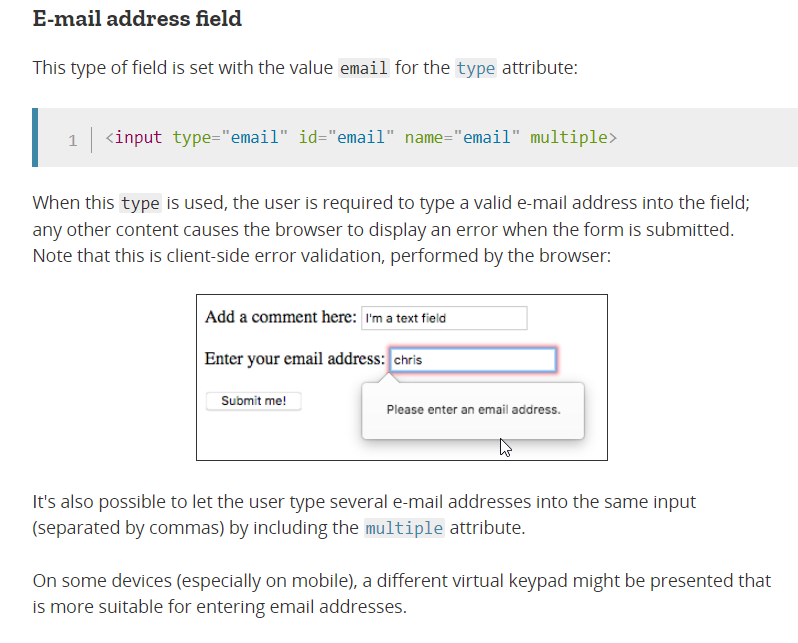 E-mail address field
This type of field is set with the value email for the type attribute:
1 <input type="email" id="email" name="email" multiple>
When this type is used, the user is required to type a valid e-mail address into the field;
any other content causes the browser to display an error when the form is submitted.
Note that this is client-side error validation, performed by the browser:
Add a comment here: I'm a text field
Enter your email address: chris
Submit me!
Please enter an email address.
It's also possible to let the user type several e-mail addresses into the same input
(separated by commas) by including the multiple attribute.
On some devices (especially on mobile), a different virtual keypad might be presented that
is more suitable for entering email addresses.